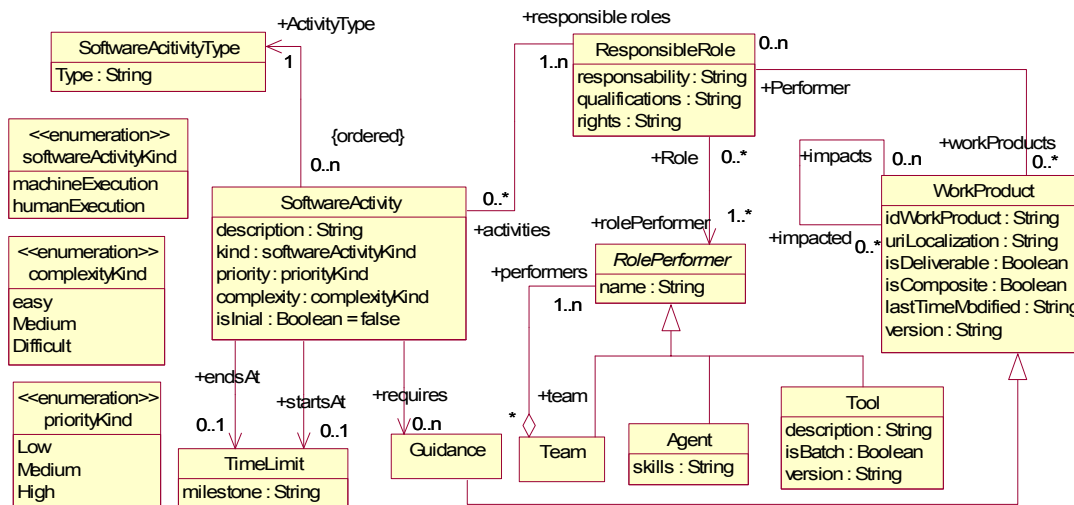 +responsible roles
+ActivityType
SoftwareAcitivityType
Type : String
1
1..n
ResponsibleRole
responsability : String
qualifications : String
rights : String
0..n
+Performer
<<enumeration>>
softwareActivityKind
machineExecution
humanExecution
{ordered}
0..n
+Role
0..*
+impacts
0..n
+workProducts
0..*
SoftwareActivity
description : String
kind : softwareActivityKind
priority : priorityKind
complexity : complexityKind
isInial : Boolean = false
0..*
+activities
1..*
+rolePerformer
WorkProduct
idWorkProduct : String
uriLocalization : String
isDeliverable : Boolean
isComposite : Boolean
lastTimeModified : String
version : String
+impacted
0..*
<<enumeration>>
complexityKind
easy
Medium
Difficult
+performers
1..n
RolePerformer
name : String
<<enumeration>>
priorityKind
Low
Medium
High
+endsAt
0..1
+startsAt
0..1
+requires
0..n
+team
*
TimeLimit
milestone : String
Guidance
Team
Agent
skills : String
Tool
description : String
isBatch : Boolean
version : String